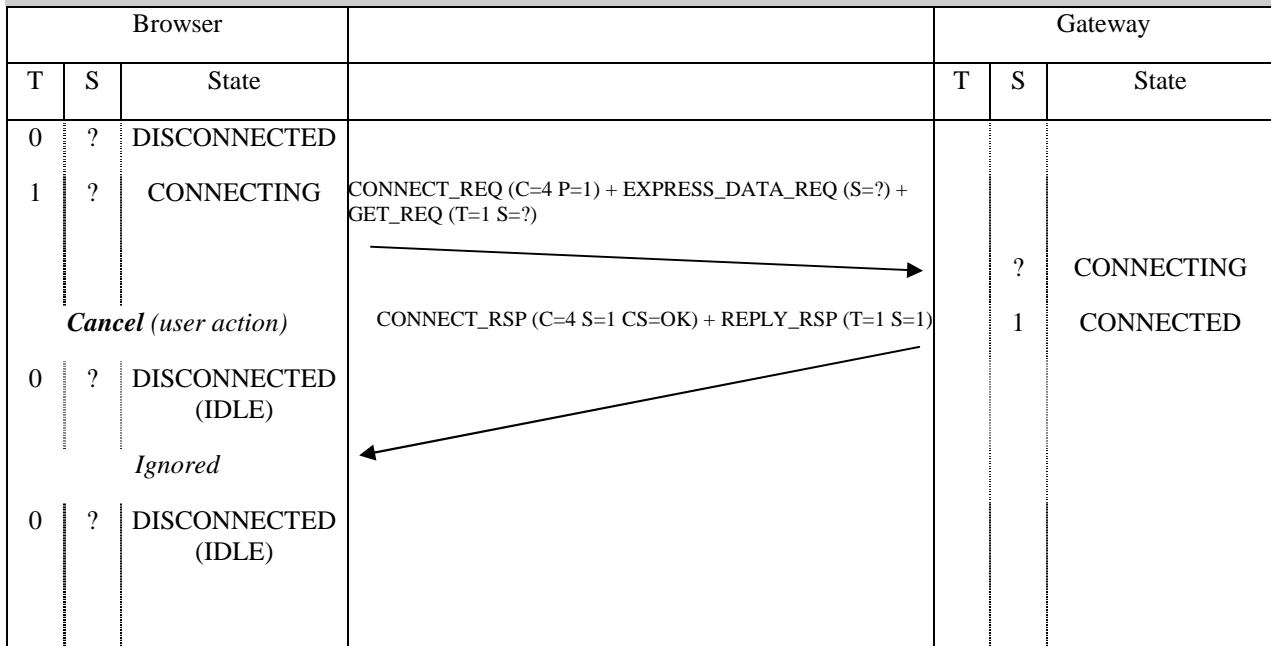 Browser Gateway
T S State T S State
0 ? DISCONNECTED
1 ? CONNECTING CONNECT_REQ (C=4 P=1) + EXPRESS_DATA_REQ (S=?) +
GET_REQ (T=1 S=?)
? CONNECTING
Cancel (user action) CONNECT_RSP (C=4 S=1 CS=OK) + REPLY_RSP (T=1 S=1) 1 CONNECTED
0 ? DISCONNECTED
(IDLE)
Ignored
0 ? DISCONNECTED
(IDLE)